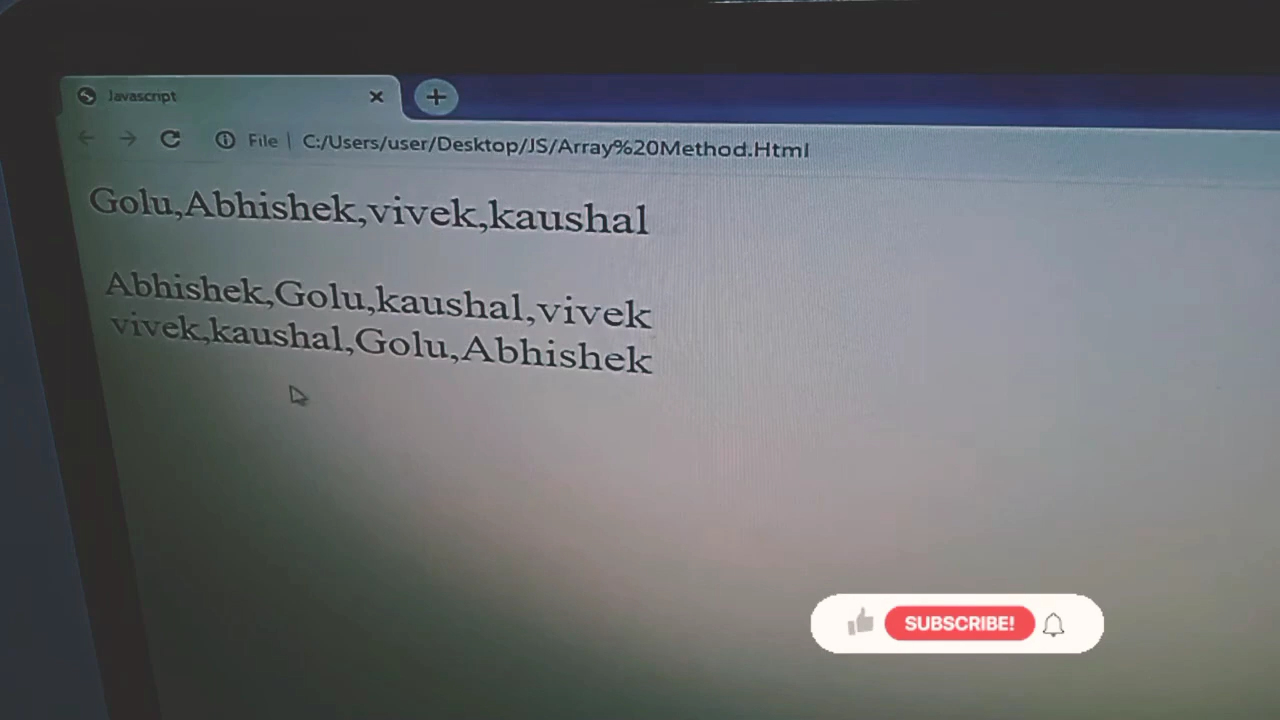 Javascript
File | C:/Users/user/Desktop/JS/Array%20Method.Html
Golu,Abhishek,vivek,kaushal
Abhishek,Golu,kaushal,vivek
vivek,kaushal,Golu,Abhishek
SUBSCRIBE!